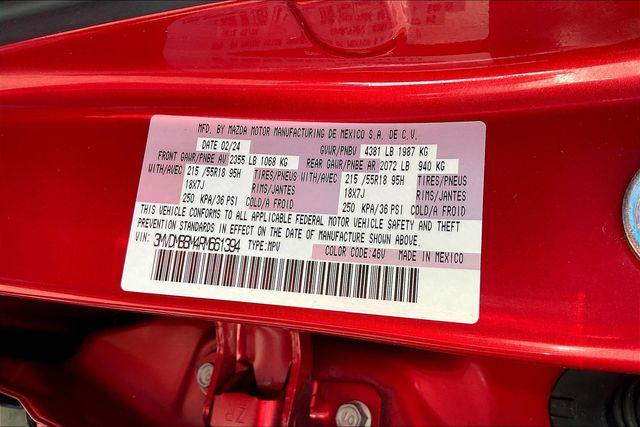 MFD. BY MAZDA MOTOR MANUFACTURING DE MEXICO S.A. DE C.V.
DATE 02/24 GVWR/PNBV 4381 LB 1987 KG
FRONT GAWR/PNBE AV 2355 LB 1068 KG REAR GAWR/PNBE AR 2072 LB 940 KG
WITH/AVEC 215 /55R18 95H TIRES/PNEUS WITH/AVEC 215 /55R18 95H TIRES/PNEUS
18X7J RIMS/JANTES 18X7J RIMS/JANTES
250 KPA/36 PSI COLD/A FROID 250 KPA/36 PSI COLD/A FROID
THIS VEHICLE CONFORMS TO ALL APPLICABLE FEDERAL MOTOR VEHICLE SAFETY AND THEFT
PREVENTION STANDARDS IN EFFECT ON THE DATE OF MANUFACTURE SHOWN ABOVE.
VIN: 3MVDMBBM4RM661394 TYPE:MPV
COLOR CODE:46V MADE IN MEXICO
ZR